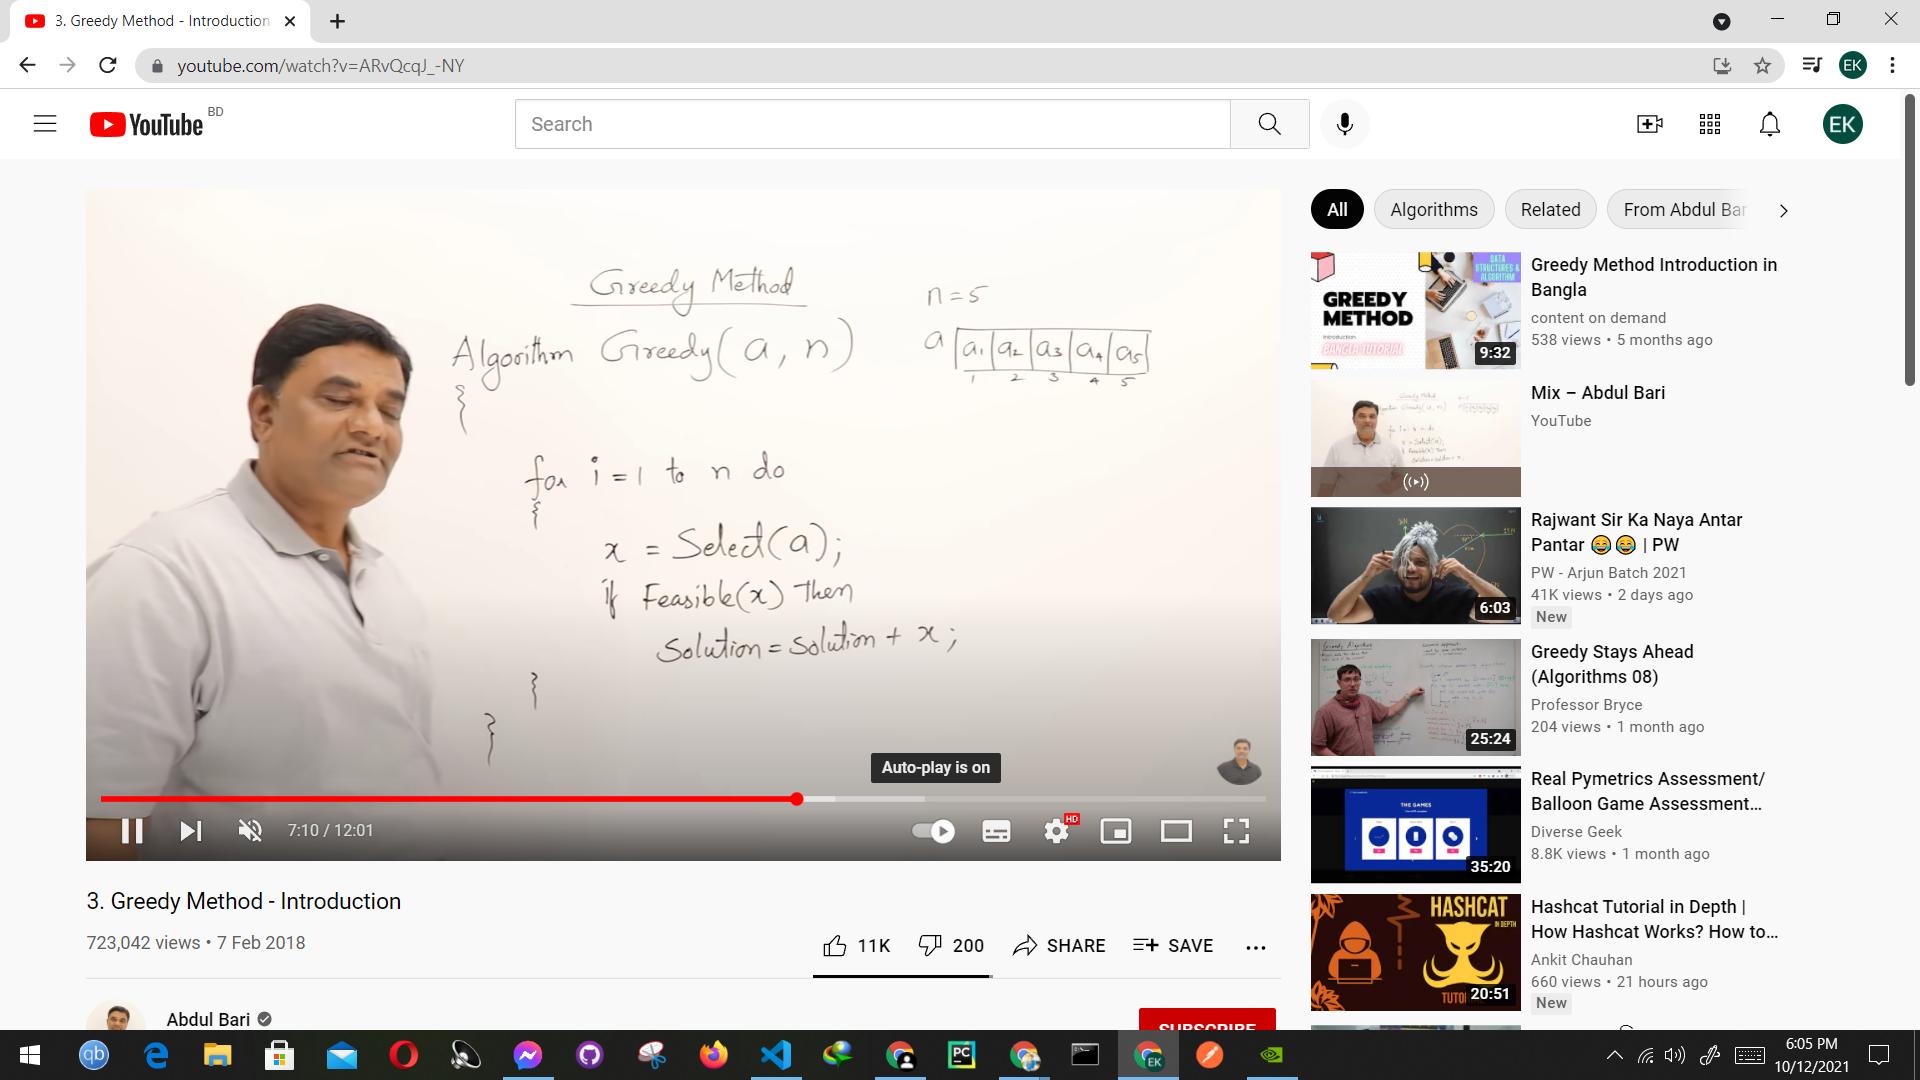 3. Greedy Method - Introduction
youtube.com/watch?v=ARvQcqJ_-NY
EK
YouTube BD
Search
EK
Greedy Method
n=5
Algorithm Greedy(a, n)
a a1 a2 a3 a4 a5
1 2 3 4 5
{
for i=1 to n do
{
x = Select(a);
if Feasible(x) then
Solution = Solution + x;
}
}
Auto-play is on
7:10 / 12:01
HD
3. Greedy Method - Introduction
723,042 views • 7 Feb 2018
11K
200
SHARE
SAVE
Abdul Bari
SUBSCRIBE
All
Algorithms
Related
From Abdul Bar
DATA STRUCTURES & ALGORITHM
GREEDY
METHOD
Introduction
BANGLA TUTORIAL
9:32
Greedy Method Introduction in
Bangla
content on demand
538 views • 5 months ago
Mix – Abdul Bari
YouTube
6:03
Rajwant Sir Ka Naya Antar
Pantar 😂😂 | PW
PW - Arjun Batch 2021
41K views • 2 days ago
New
25:24
Greedy Stays Ahead
(Algorithms 08)
Professor Bryce
204 views • 1 month ago
THE GAMES
35:20
Real Pymetrics Assessment/
Balloon Game Assessment...
Diverse Geek
8.8K views • 1 month ago
HASHCAT
IN DEPTH
20:51
Hashcat Tutorial in Depth |
How Hashcat Works? How to...
Ankit Chauhan
660 views • 21 hours ago
New
qb
PC
EK
6:05 PM
10/12/2021